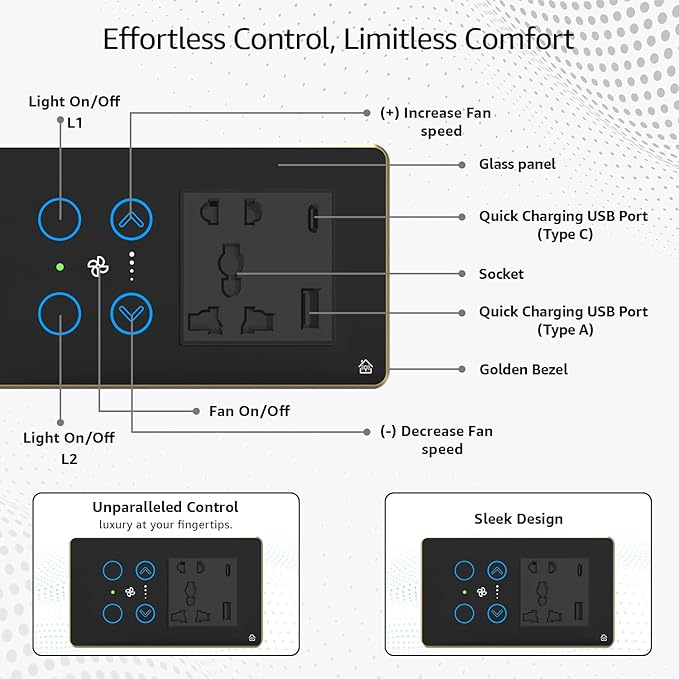 Effortless Control, Limitless Comfort
Light On/Off
L1
(+) Increase Fan
speed
Glass panel
Quick Charging USB Port
(Type C)
Socket
Quick Charging USB Port
(Type A)
Golden Bezel
Fan On/Off
Light On/Off
L2
(-) Decrease Fan
speed
Unparalleled Control
luxury at your fingertips.
Sleek Design